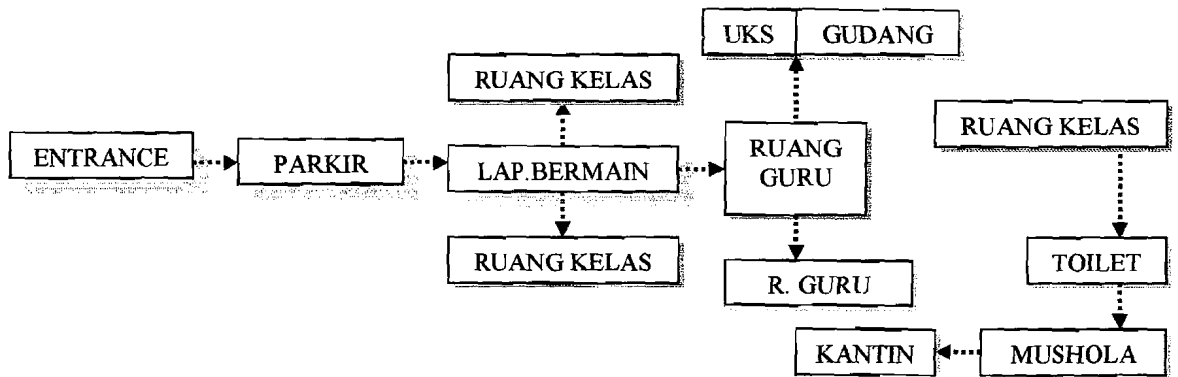 UKS GUDANG
RUANG KELAS
RUANG KELAS
ENTRANCE
PARKIR
LAP.BERMAIN
RUANG
GURU
RUANG KELAS
R. GURU
TOILET
KANTIN
MUSHOLA